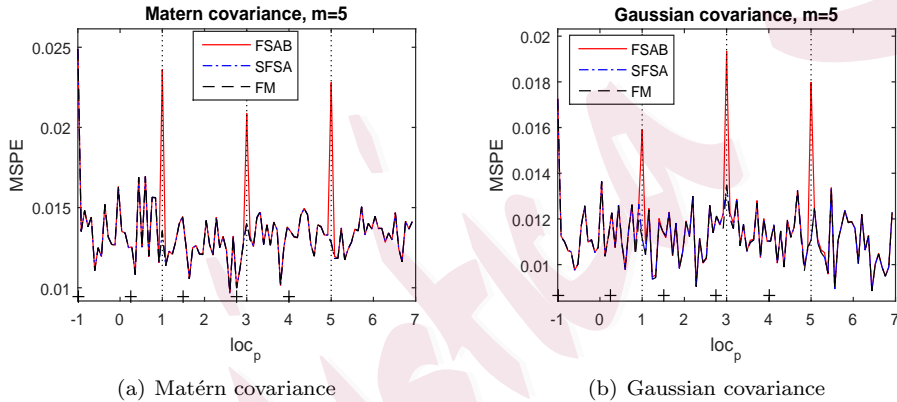 Matern covariance, m=5
FSAB
SFSA
FM
0.025
0.02
0.015
0.01
MSPE
-1 0 1 2 3 4 5 6 7
loc_p
(a) Matérn covariance
Gaussian covariance, m=5
FSAB
SFSA
FM
0.02
0.018
0.016
0.014
0.012
0.01
MSPE
-1 0 1 2 3 4 5 6 7
loc_p
(b) Gaussian covariance